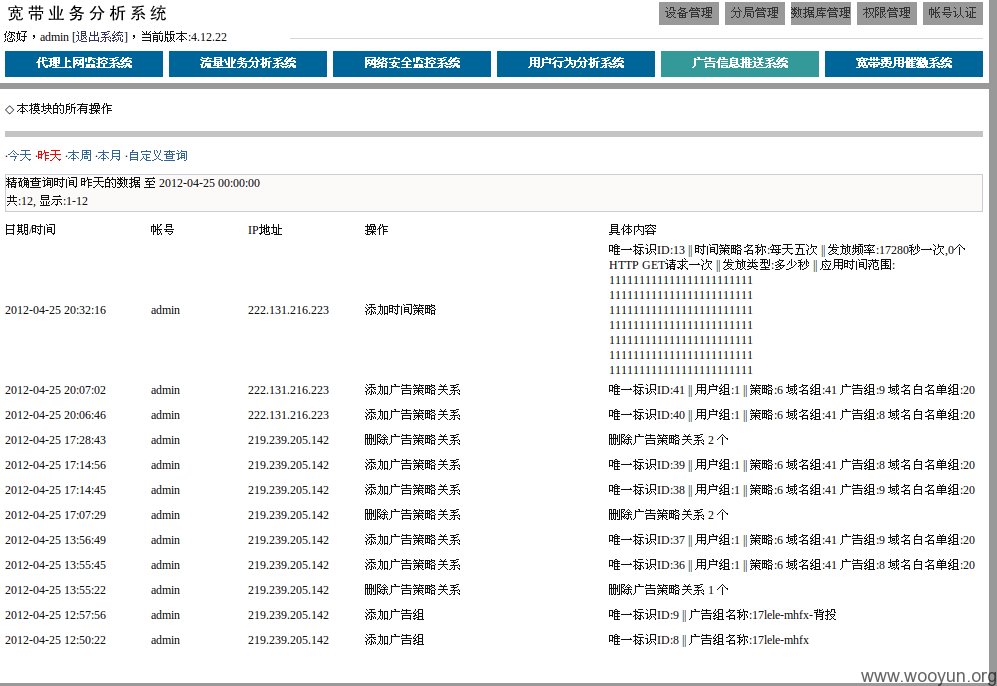 宽带业务分析系统
设备管理 分局管理 数据库管理 权限管理 帐号认证
您好，admin [退出系统]，当前版本:4.12.22
代理上网监控系统 流量业务分析系统 网络安全监控系统 用户行为分析系统 广告信息推送系统 宽带费用催缴系统
◇ 本模块的所有操作
·今天 ·昨天 ·本周 ·本月 ·自定义查询
精确查询时间 昨天的数据 至 2012-04-25 00:00:00
共:12, 显示:1-12
日期/时间 帐号 IP地址 操作 具体内容
2012-04-25 20:32:16 admin 222.131.216.223 添加时间策略 唯一标识ID:13 || 时间策略名称:每天五次 || 发放频率:17280秒一次,0个
HTTP GET请求一次 || 发放类型:多少秒 || 应用时间范围:
111111111111111111111111
111111111111111111111111
111111111111111111111111
111111111111111111111111
111111111111111111111111
111111111111111111111111
111111111111111111111111
2012-04-25 20:07:02 admin 222.131.216.223 添加广告策略关系 唯一标识ID:41 || 用户组:1 || 策略:6 域名组:41 广告组:9 域名白名单组:20
2012-04-25 20:06:46 admin 222.131.216.223 添加广告策略关系 唯一标识ID:40 || 用户组:1 || 策略:6 域名组:41 广告组:8 域名白名单组:20
2012-04-25 17:28:43 admin 219.239.205.142 删除广告策略关系 删除广告策略关系 2 个
2012-04-25 17:14:56 admin 219.239.205.142 添加广告策略关系 唯一标识ID:39 || 用户组:1 || 策略:6 域名组:41 广告组:8 域名白名单组:20
2012-04-25 17:14:45 admin 219.239.205.142 添加广告策略关系 唯一标识ID:38 || 用户组:1 || 策略:6 域名组:41 广告组:9 域名白名单组:20
2012-04-25 17:07:29 admin 219.239.205.142 删除广告策略关系 删除广告策略关系 2 个
2012-04-25 13:56:49 admin 219.239.205.142 添加广告策略关系 唯一标识ID:37 || 用户组:1 || 策略:6 域名组:41 广告组:9 域名白名单组:20
2012-04-25 13:55:45 admin 219.239.205.142 添加广告策略关系 唯一标识ID:36 || 用户组:1 || 策略:6 域名组:41 广告组:8 域名白名单组:20
2012-04-25 13:55:22 admin 219.239.205.142 删除广告策略关系 删除广告策略关系 1 个
2012-04-25 12:57:56 admin 219.239.205.142 添加广告组 唯一标识ID:9 || 广告组名称:17lele-mhfx-背投
2012-04-25 12:50:22 admin 219.239.205.142 添加广告组 唯一标识ID:8 || 广告组名称:17lele-mhfx
www.wooyun.org